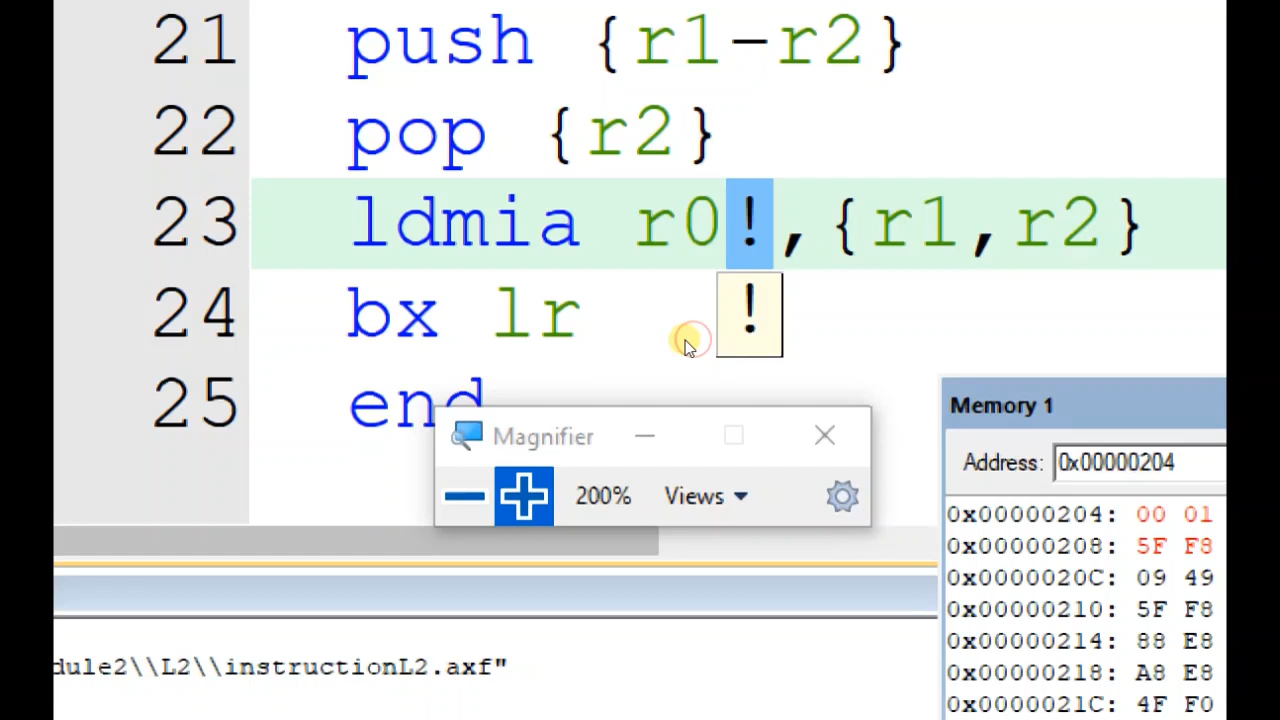 21 push {r1-r2}
22 pop {r2}
23 ldmia r0!,{r1,r2}
24 bx lr
!
25 end
Magnifier
200% Views
Memory 1
Address: 0x00000204
0x00000204: 00 01
0x00000208: 5F F8
0x0000020C: 09 49
0x00000210: 5F F8
0x00000214: 88 E8
0x00000218: A8 E8
0x0000021C: 4F F0
dule2\\L2\\instructionL2.axf"